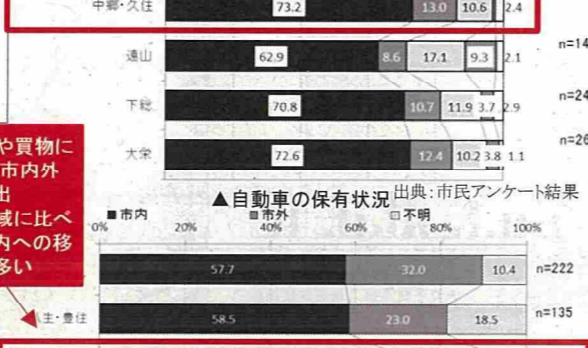 中郷・久住 73.2 13.0 10.6 2.4
遠山 62.9 8.6 17.1 9.3 2.1 n=14
下総 70.8 10.7 11.9 3.7 2.9 n=24
大栄 72.6 12.4 10.2 3.8 1.1 n=26
や買物に
市内外
出
域に比べ
内への移
多い
▲自動車の保有状況 出典:市民アンケート結果
■市内 ■市外 □不明
0% 20% 40% 60% 80% 100%
57.7 32.0 10.4 n=222
生・豊住 58.5 23.0 18.5 n=135